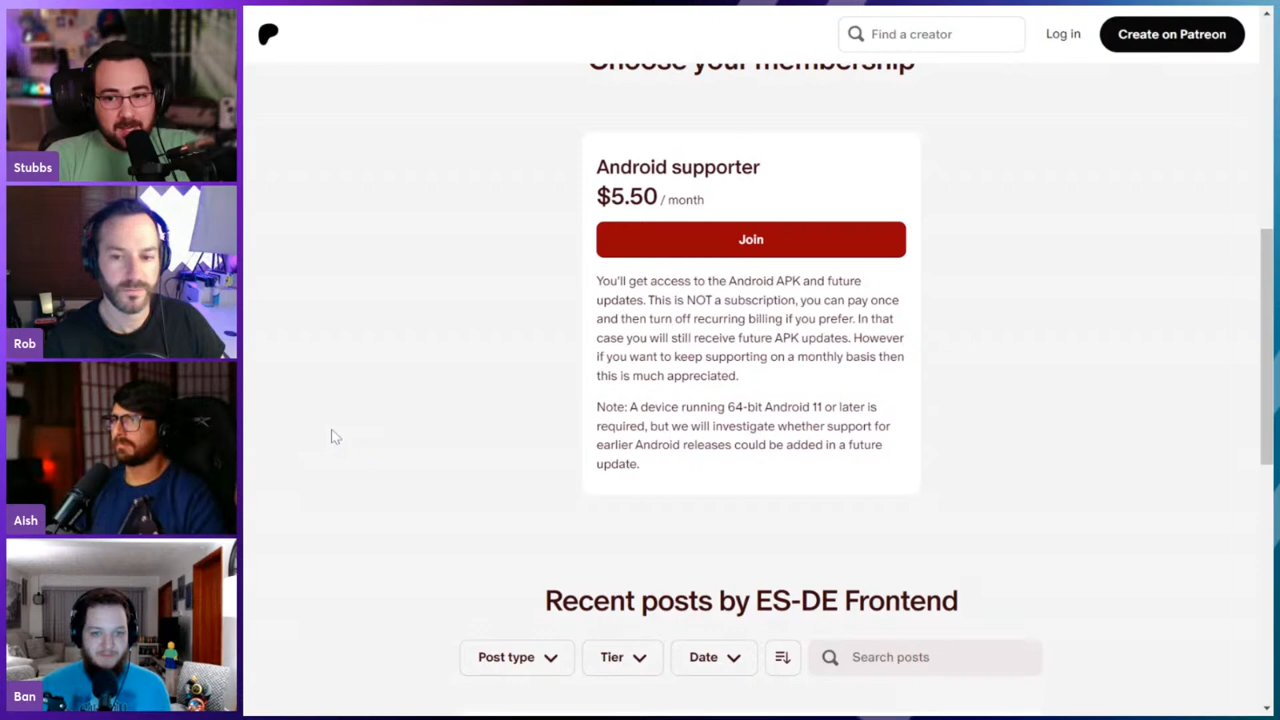 Stubbs
Rob
Aish
Ban
Find a creator
Log in
Create on Patreon
Choose your membership
Android supporter
$5.50 / month
Join
You'll get access to the Android APK and future
updates. This is NOT a subscription, you can pay once
and then turn off recurring billing if you prefer. In that
case you will still receive future APK updates. However
if you want to keep supporting on a monthly basis then
this is much appreciated.
Note: A device running 64-bit Android 11 or later is
required, but we will investigate whether support for
earlier Android releases could be added in a future
update.
Recent posts by ES-DE Frontend
Post type
Tier
Date
Search posts